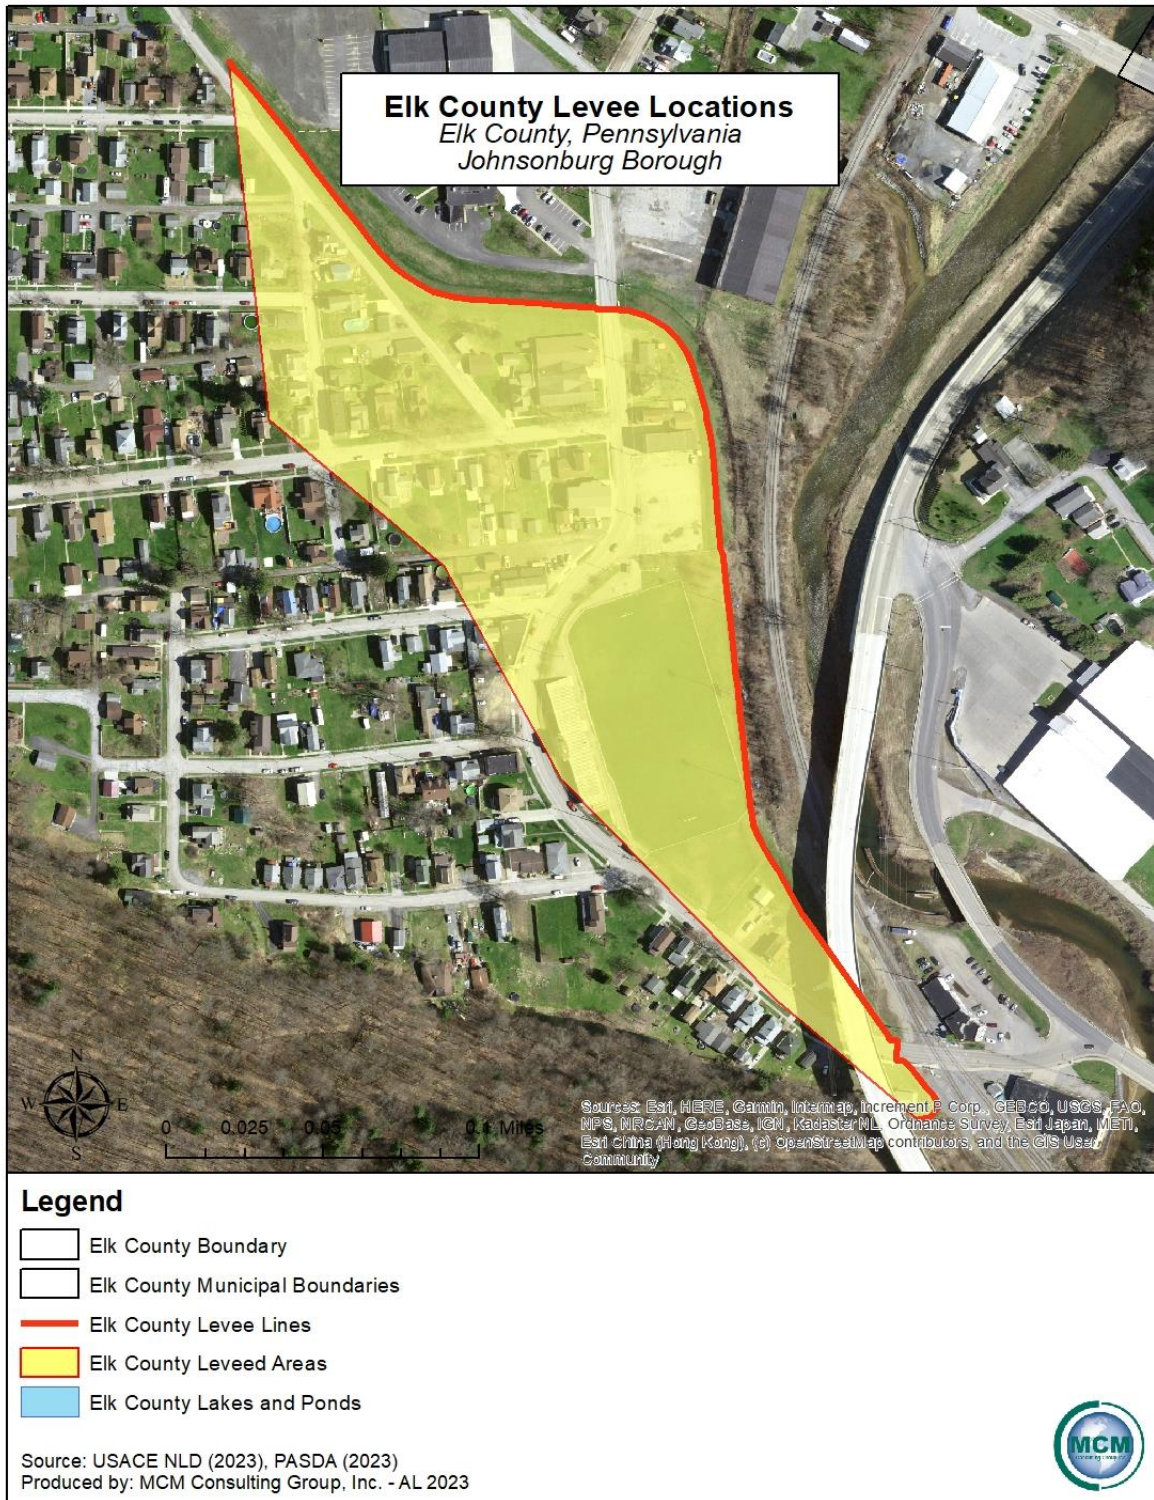 Elk County Levee Locations
Elk County, Pennsylvania
Johnsonburg Borough
N
W E
S
0 0.025 0.05 0.1 Miles
Sources: Esri, HERE, Garmin, Intermap, increment P Corp., GEBCO, USGS, FAO,
NPS, NRCAN, GeoBase, IGN, Kadaster NL, Ordnance Survey, Esri Japan, METI,
Esri China (Hong Kong), (c) OpenStreetMap contributors, and the GIS User
Community
Legend
Elk County Boundary
Elk County Municipal Boundaries
Elk County Levee Lines
Elk County Leveed Areas
Elk County Lakes and Ponds
Source: USACE NLD (2023), PASDA (2023)
Produced by: MCM Consulting Group, Inc. - AL 2023
MCM